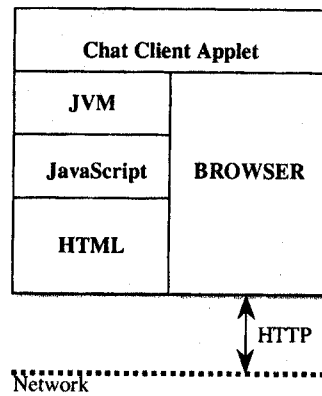 Chat Client Applet
JVM
JavaScript
BROWSER
HTML
HTTP
Network